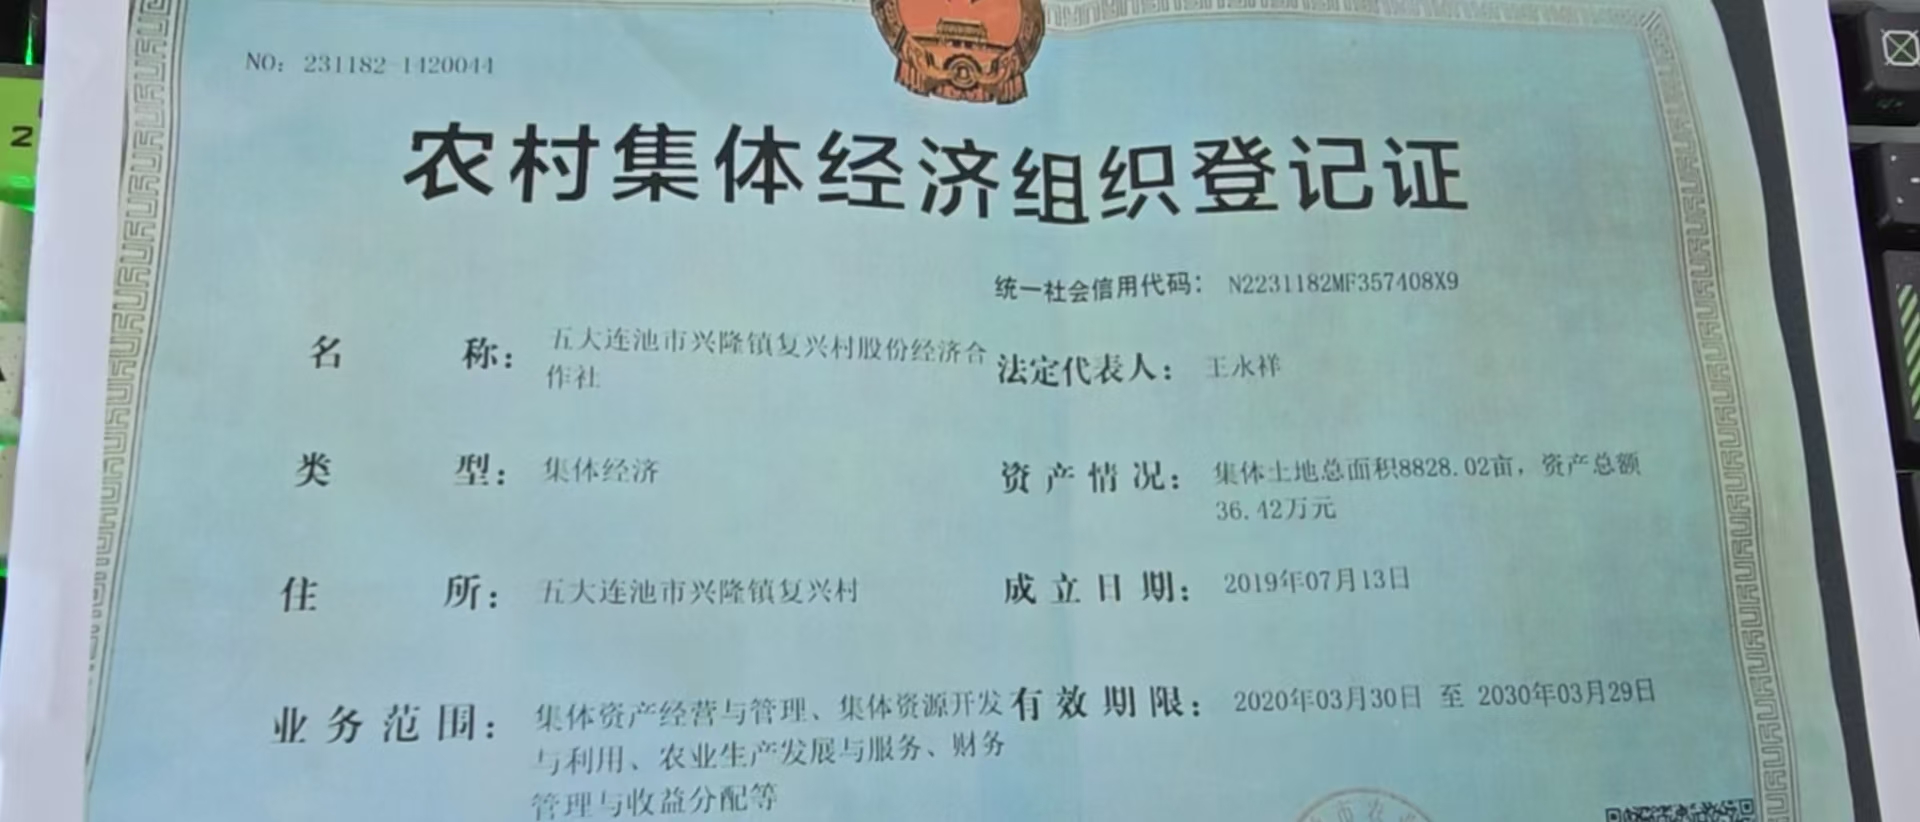 NO: 231182-1420044
农村集体经济组织登记证
统一社会信用代码: N2231182MF357408X9
名 称: 五大连池市兴隆镇复兴村股份经济合
作社
法定代表人: 王永祥
类 型: 集体经济
资产情况: 集体土地总面积8828.02亩, 资产总额
36.42万元
住 所: 五大连池市兴隆镇复兴村
成立日期: 2019年07月13日
业务范围: 集体资产经营与管理、集体资源开发
与利用、农业生产发展与服务、财务
管理与收益分配等
有效期限: 2020年03月30日 至 2030年03月29日
市农
2